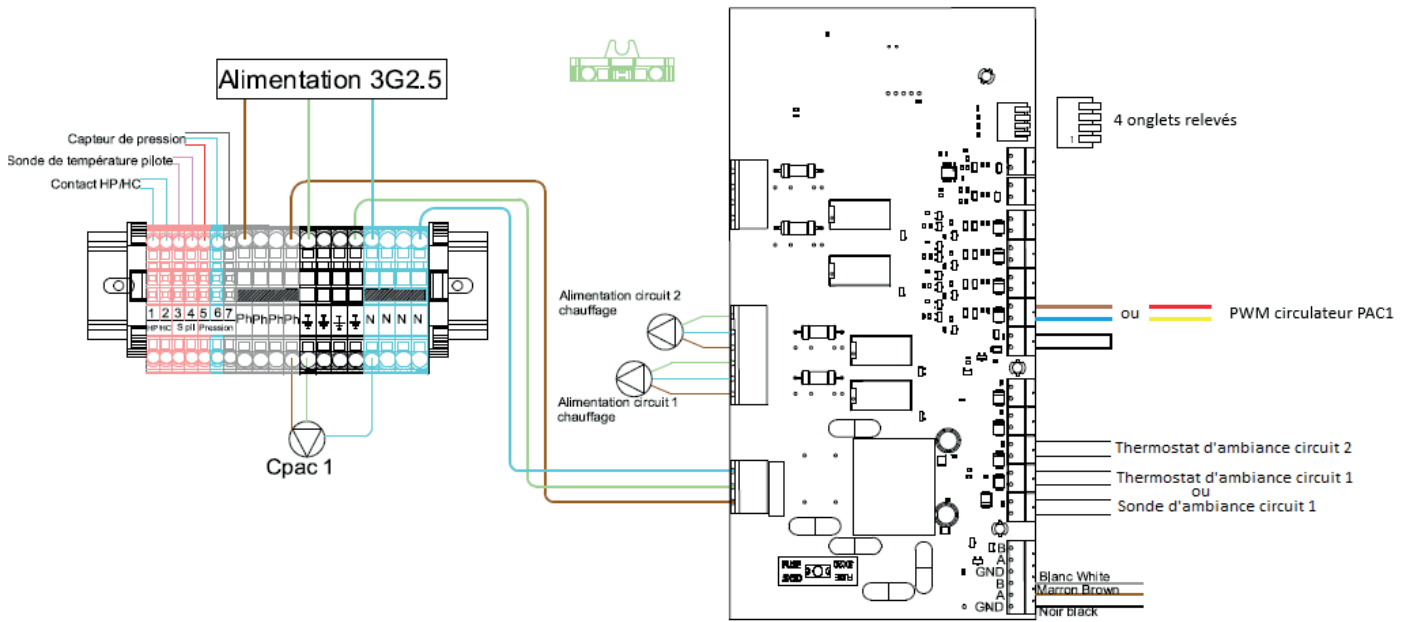 Alimentation 3G2.5
Capteur de pression
Sonde de température pilote
Contact HP/HC
1 2 3 4 5 6 7 Ph Ph Ph Ph N N N N
HP HC S pil Pression
Cpac 1
Alimentation circuit 2
chauffage
Alimentation circuit 1
chauffage
1
4 onglets relevés
ou
PWM circulateur PAC1
Thermostat d'ambiance circuit 2
Thermostat d'ambiance circuit 1
ou
Sonde d'ambiance circuit 1
B
A
GND
B
A
GND
Blanc White
Marron Brown
Noir black